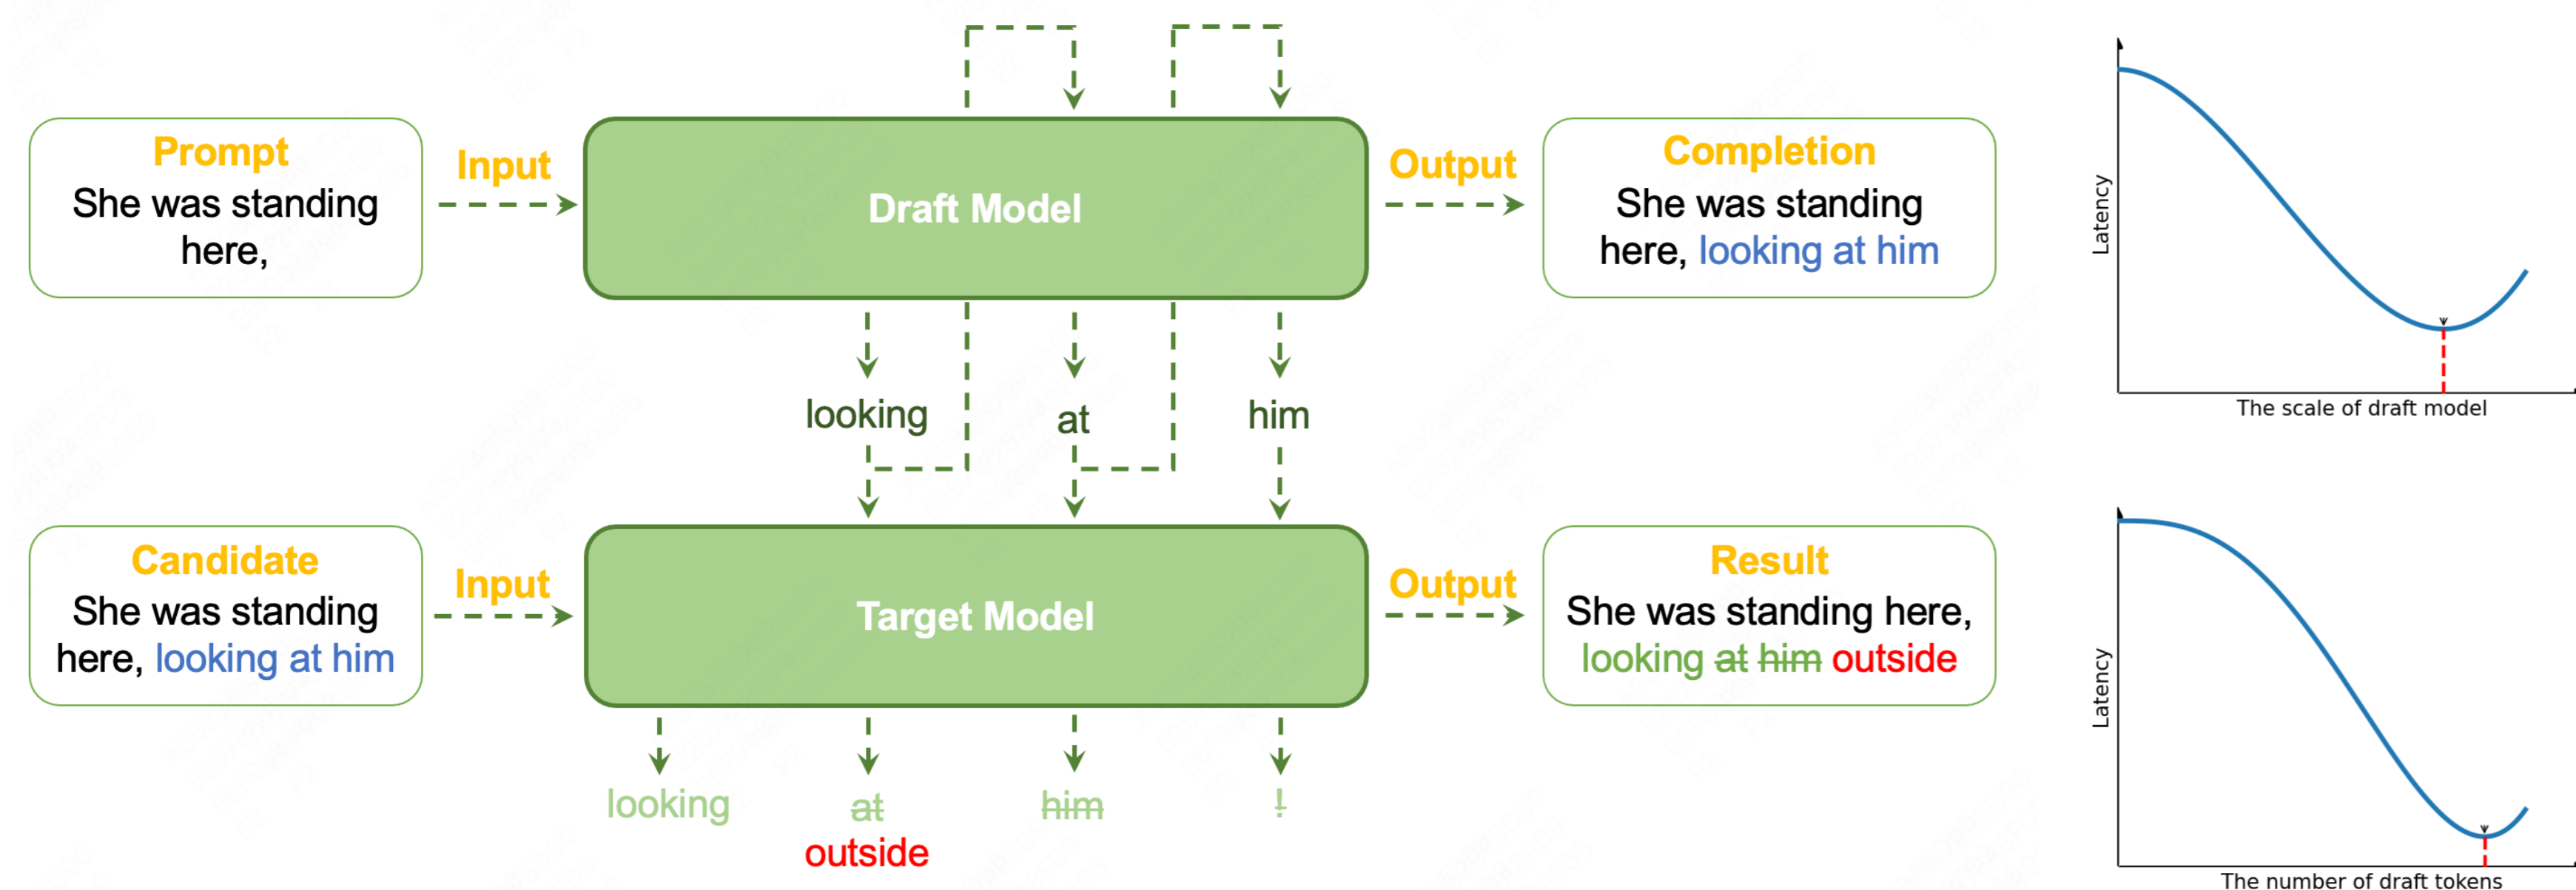 Prompt
She was standing
here,
Input
Draft Model
Output
Completion
She was standing
here, looking at him
looking
at
him
Candidate
She was standing
here, looking at him
Input
Target Model
Output
Result
She was standing here,
looking at him outside
looking
at
him
!
outside
Latency
The scale of draft model
Latency
The number of draft tokens